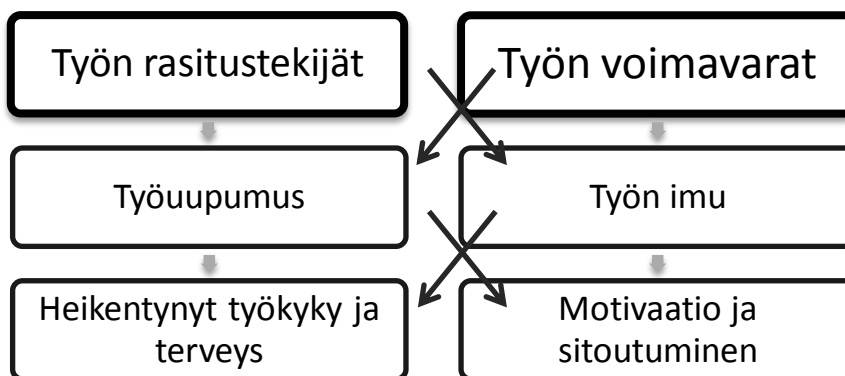 Työn rasitustekijät
Työn voimavarat
Työuupumus
Työn imu
Heikentynyt työkyky ja
terveys
Motivaatio ja
sitoutuminen